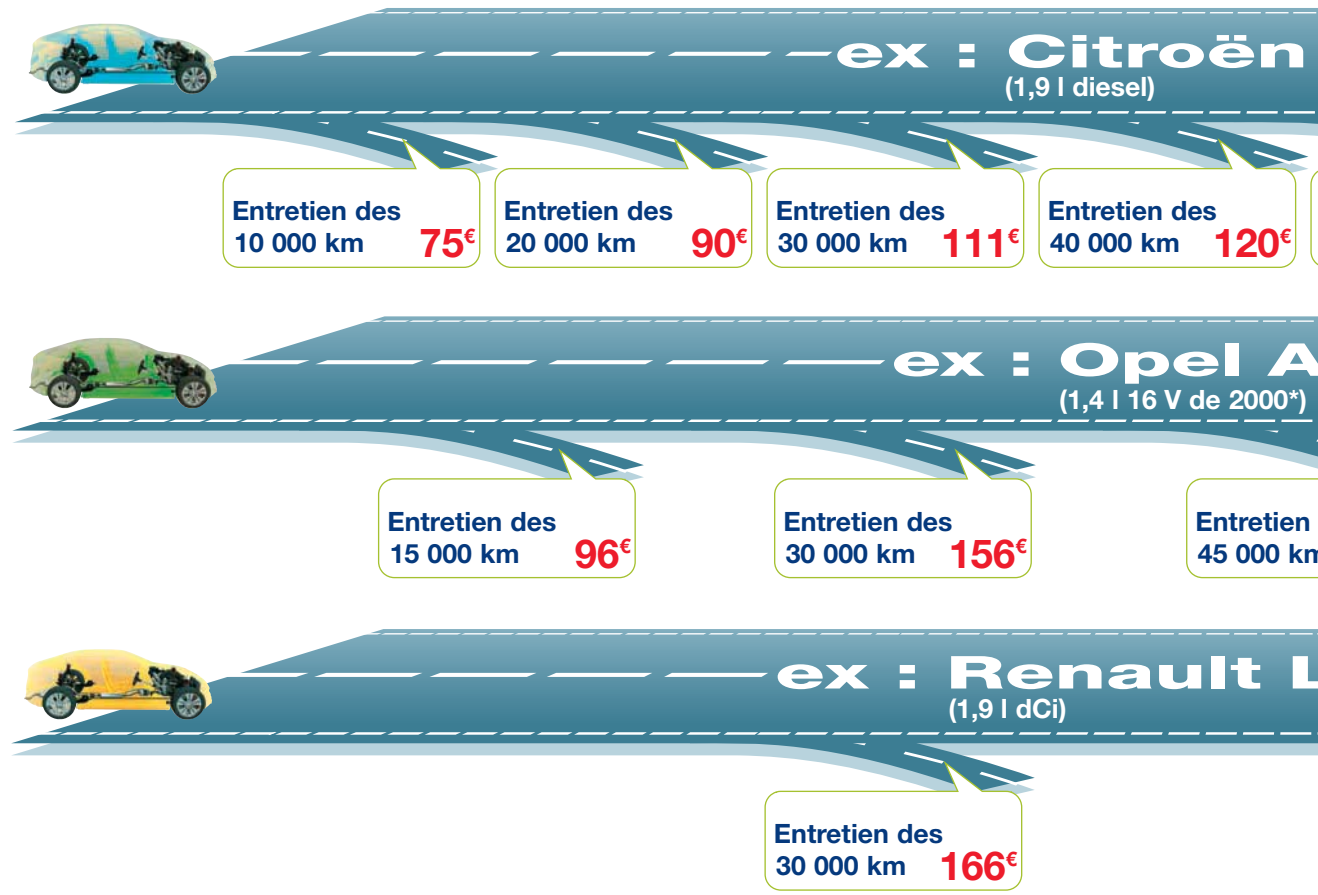 ex : Citroën
(1,9 l diesel)
Entretien des
10 000 km 75€
Entretien des
20 000 km 90€
Entretien des
30 000 km 111€
Entretien des
40 000 km 120€
ex : Opel A
(1,4 l 16 V de 2000*)
Entretien des
15 000 km 96€
Entretien des
30 000 km 156€
Entretien
45 000 km
ex : Renault L
(1,9 l dCi)
Entretien des
30 000 km 166€